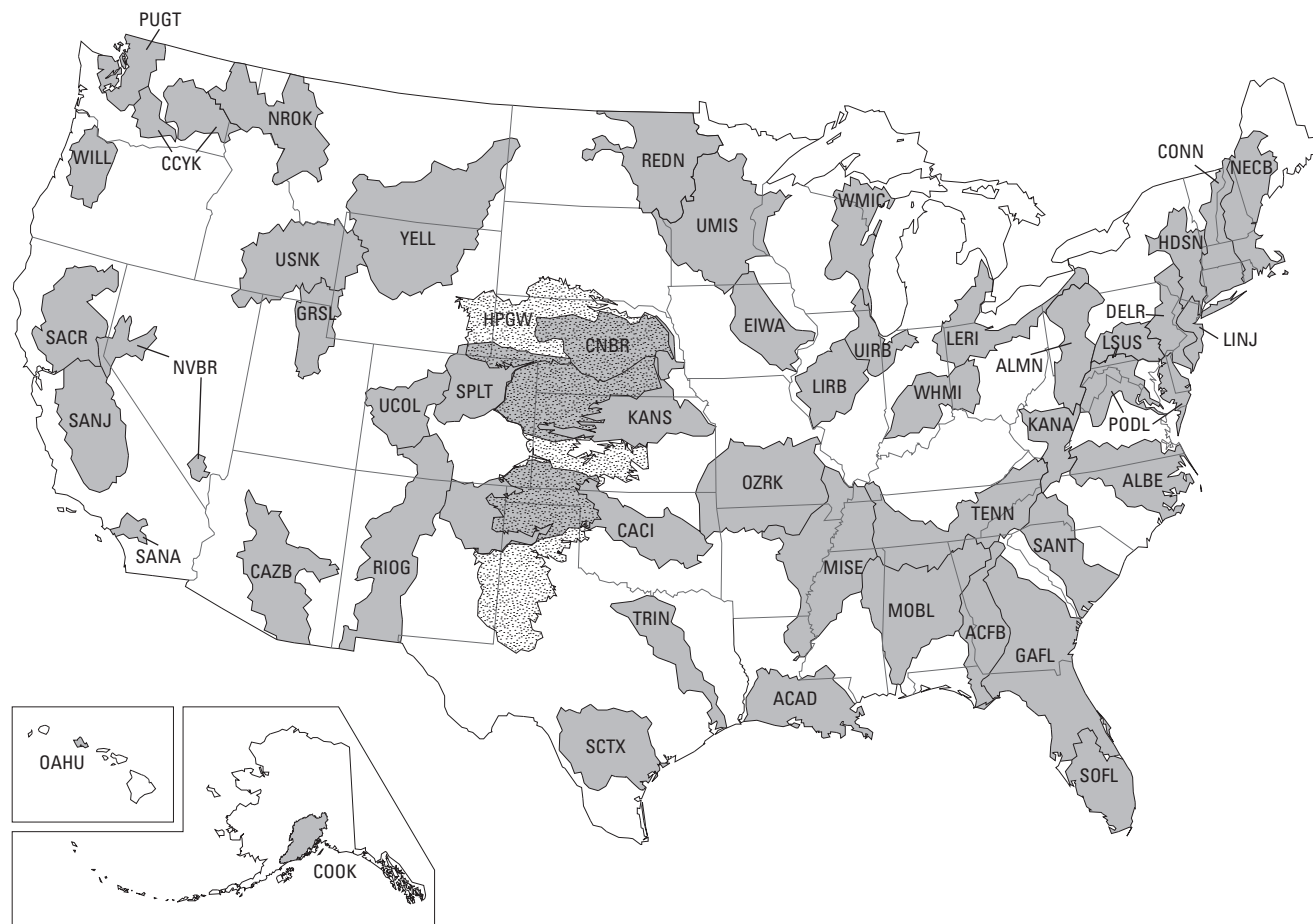 PUGT
NROK
WILL
CCYK
REDN
CONN
NECB
WMIC
UMIS
YELL
HDSN
USNK
GRSL
HPGW
SACR
CNBR
EIWA
DELR
LERI
LSUS
LINJ
NVBR
UIRB
ALMN
SPLT
LIRB
WHMI
UCOL
SANJ
KANS
KANA
PODL
OZRK
ALBE
TENN
CACI
SANA
SANT
CAZB
RIOG
MISE
MOBL
TRIN
ACFB
GAFL
ACAD
SCTX
OAHU
SOFL
COOK